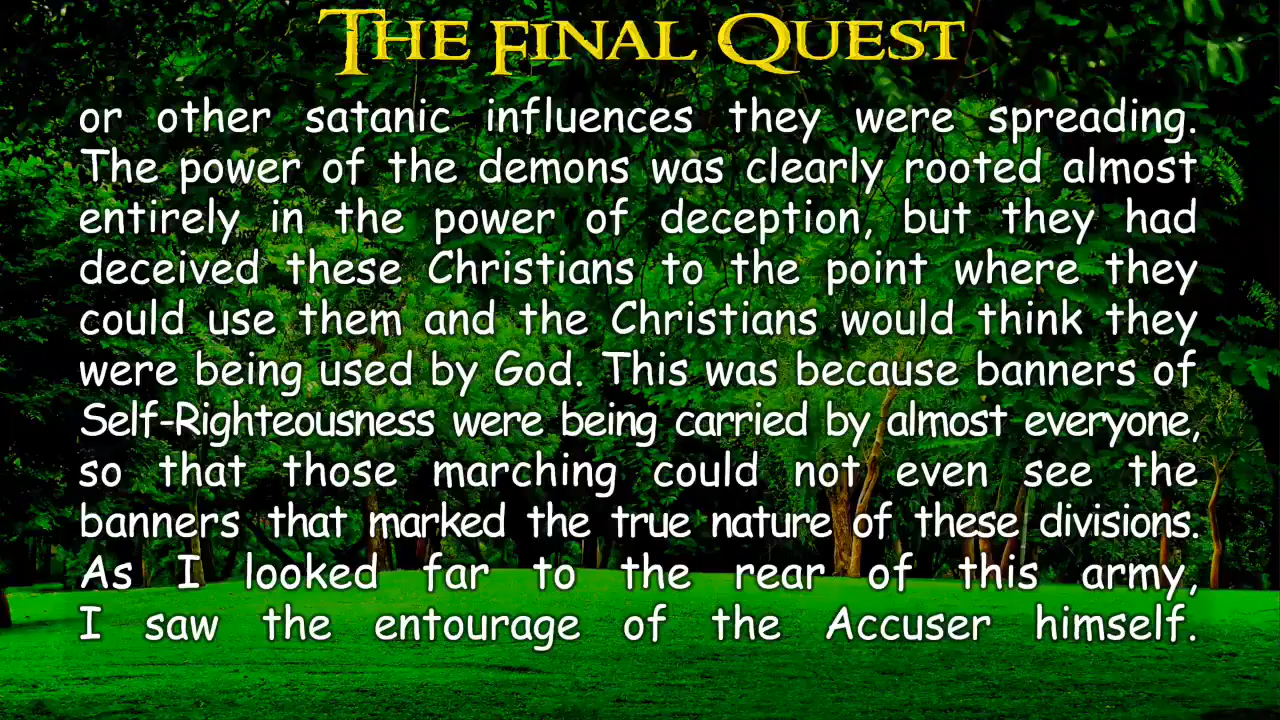 The Final Quest
or other satanic influences they were spreading.
The power of the demons was clearly rooted almost
entirely in the power of deception, but they had
deceived these Christians to the point where they
could use them and the Christians would think they
were being used by God. This was because banners of
Self-Righteousness were being carried by almost everyone,
so that those marching could not even see the
banners that marked the true nature of these divisions.
As I looked far to the rear of this army,
I saw the entourage of the Accuser himself.